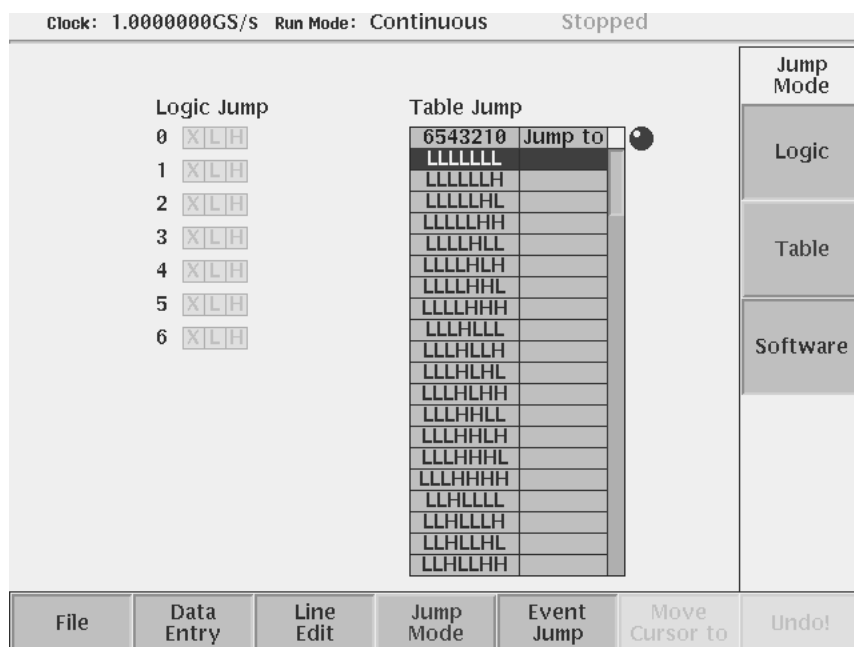 Clock: 1.0000000GS/s Run Mode: Continuous Stopped
Jump
Mode
Logic Jump
0 X L H
1 X L H
2 X L H
3 X L H
4 X L H
5 X L H
6 X L H
Table Jump
6543210 Jump to
LLLLLLL
LLLLLLH
LLLLLHL
LLLLLHH
LLLLHLL
LLLLHLH
LLLLHHL
LLLLHHH
LLLHLLL
LLLHLLH
LLLHLHL
LLLHLHH
LLLHHLL
LLLHHLH
LLLHHHL
LLLHHHH
LLHLLLL
LLHLLLH
LLHLLHL
LLHLLHH
Logic
Table
Software
File
Data
Entry
Line
Edit
Jump
Mode
Event
Jump
Move
Cursor to
Undo!